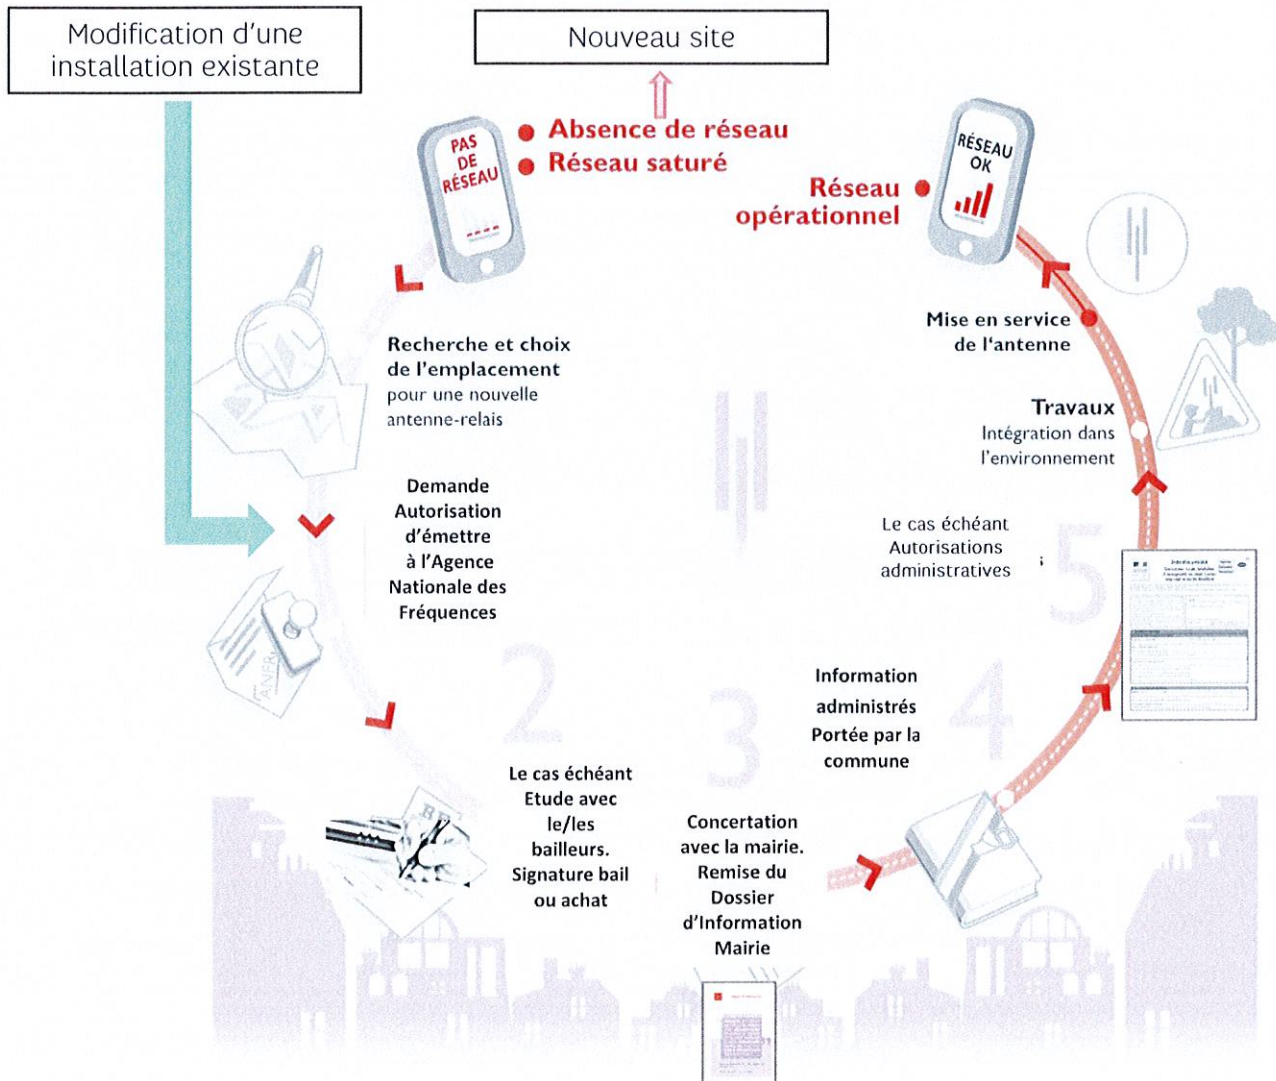 Modification d'une
installation existante
Nouveau site
Absence de réseau
Réseau saturé
PAS
DE
RÉSEAU
RÉSEAU
OK
Réseau
opérationnel
Recherche et choix
de l'emplacement
pour une nouvelle
antenne-relais
Demande
Autorisation
d'émettre
à l'Agence
Nationale des
Fréquences
ANFR
2
Le cas échéant
Etude avec
le/les
bailleurs.
Signature bail
ou achat
3
Concertation
avec la mairie.
Remise du
Dossier
d'Information
Mairie
4
Information
administrés
Portée par la
commune
5
Le cas échéant
Autorisations
administratives
;
Travaux
Intégration dans
l'environnement
Mise en service
de l'antenne